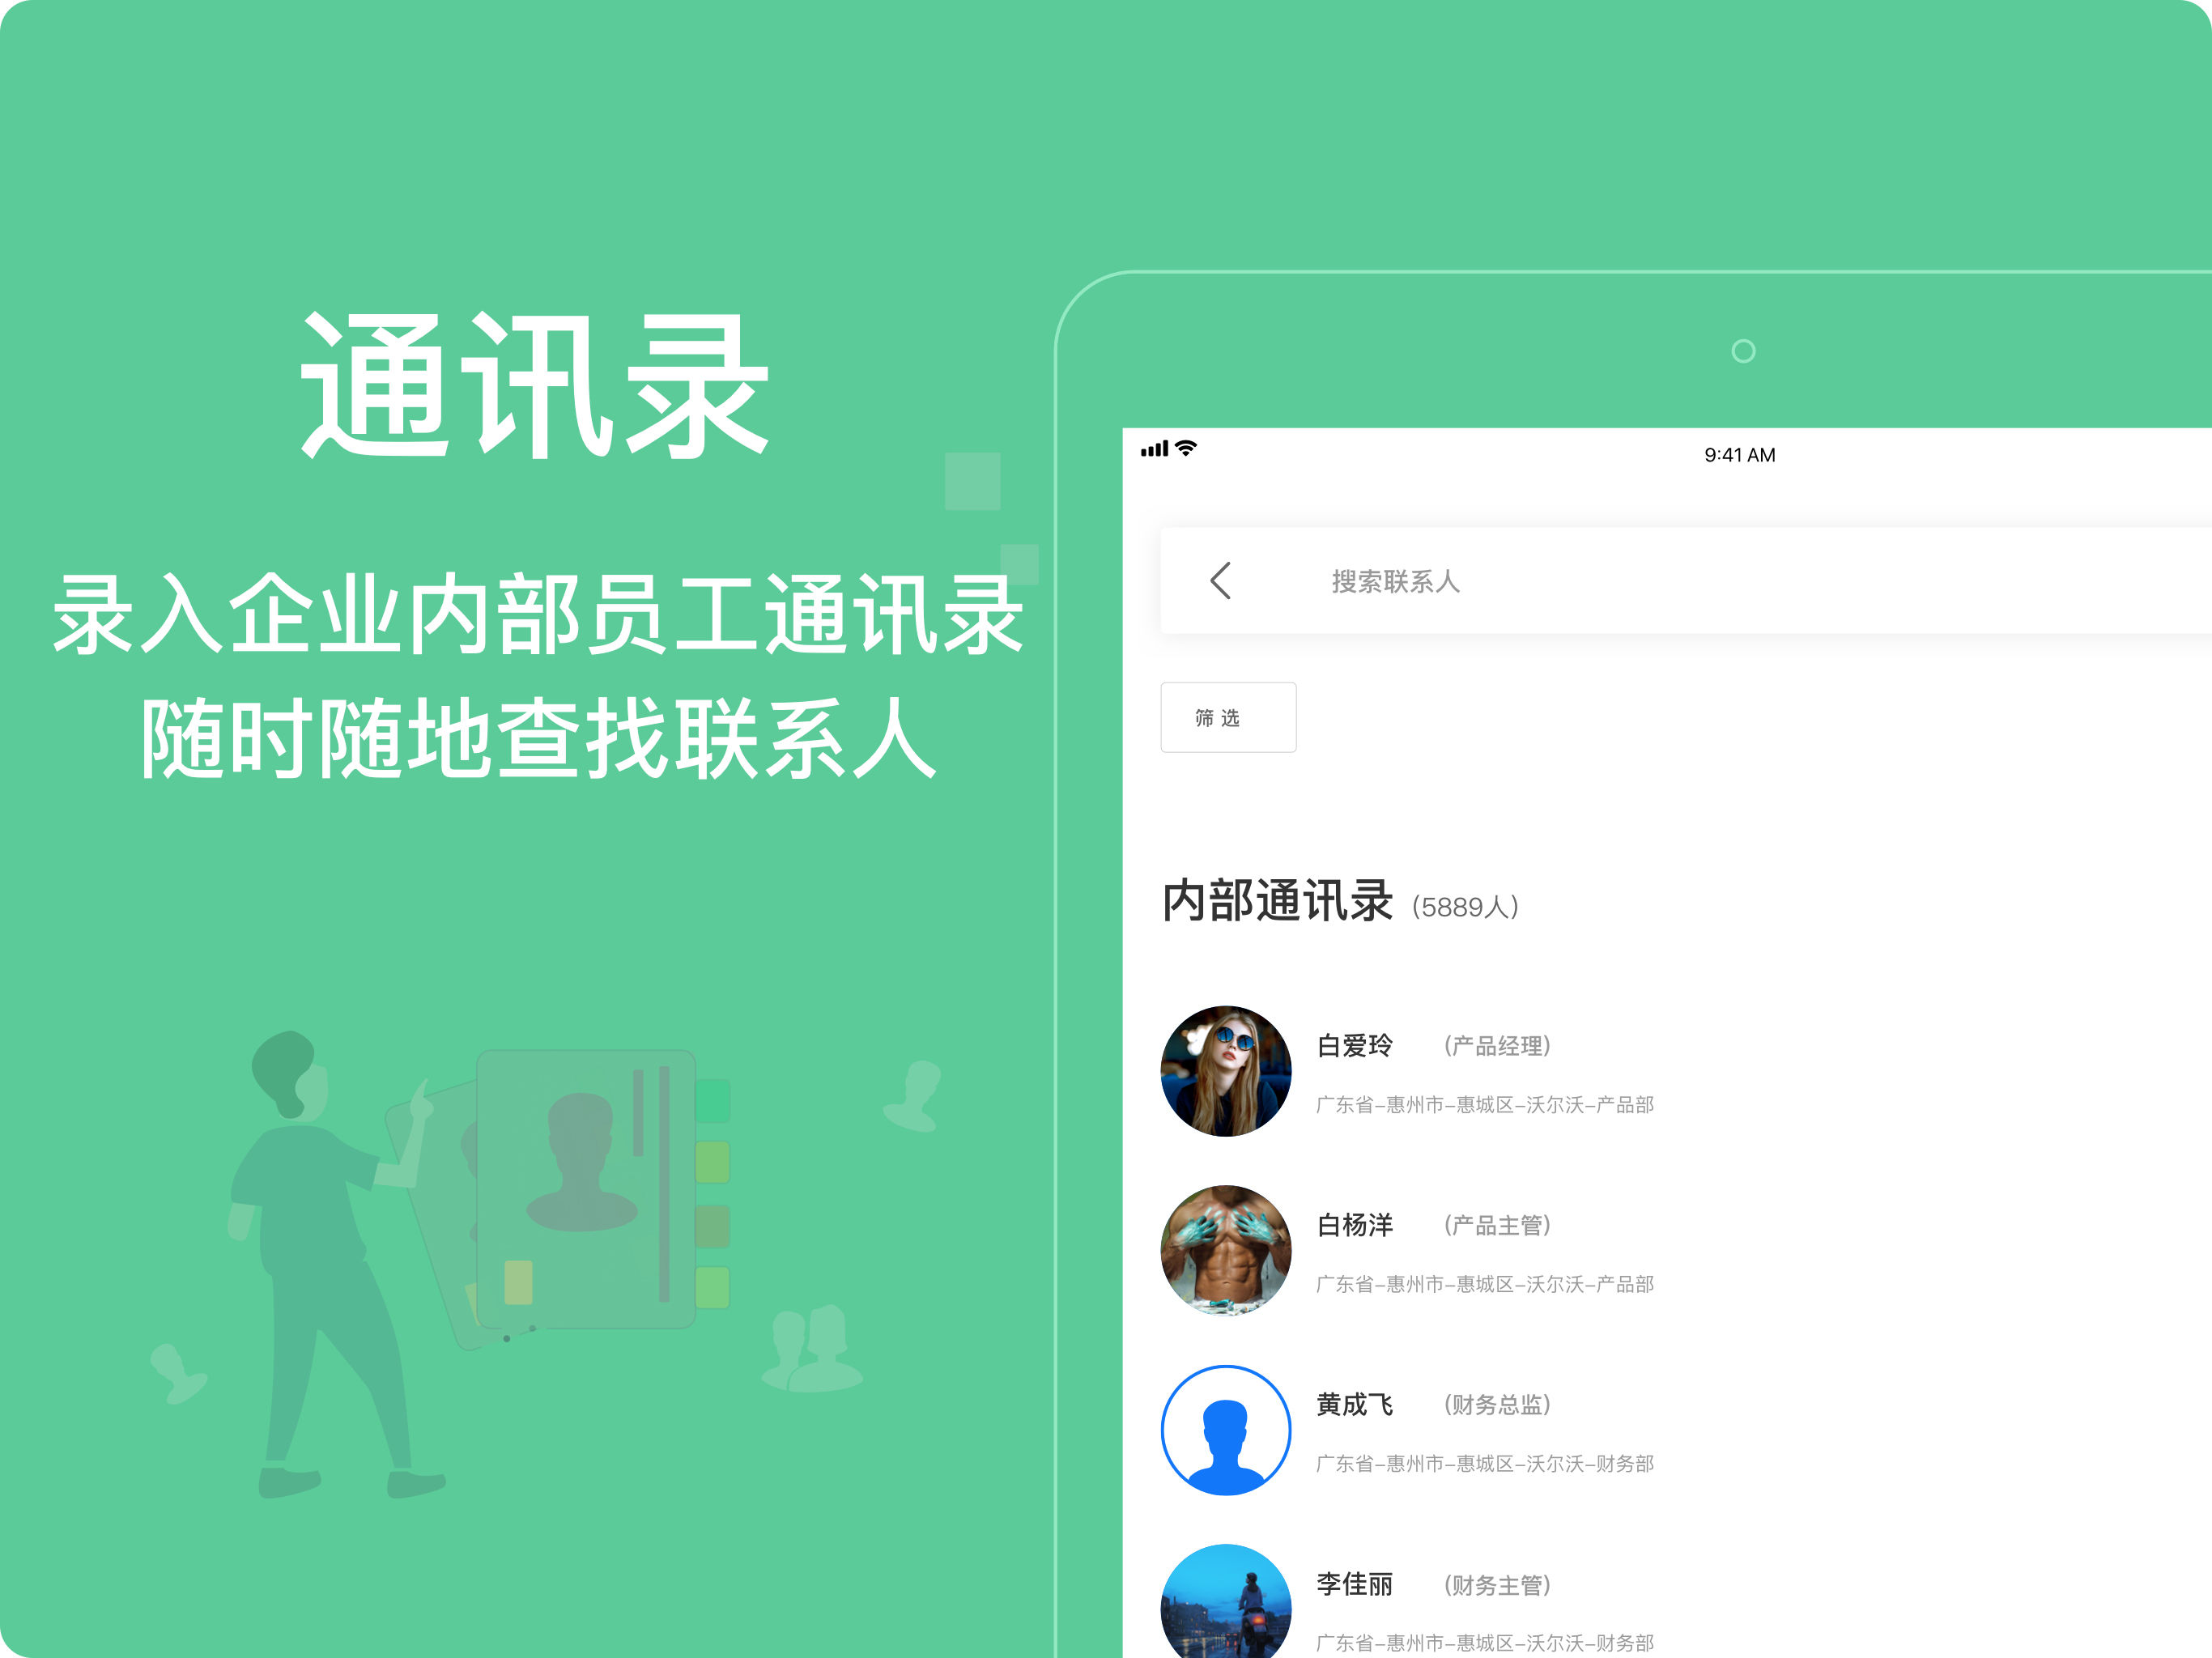 通讯录
录入企业内部员工通讯录
随时随地查找联系人
9:41 AM
搜索联系人
筛 选
内部通讯录 (5889人)
白爱玲 (产品经理)
广东省–惠州市–惠城区–沃尔沃–产品部
白杨洋 (产品主管)
广东省–惠州市–惠城区–沃尔沃–产品部
黄成飞 (财务总监)
广东省–惠州市–惠城区–沃尔沃–财务部
李佳丽 (财务主管)
广东省–惠州市–惠城区–沃尔沃–财务部